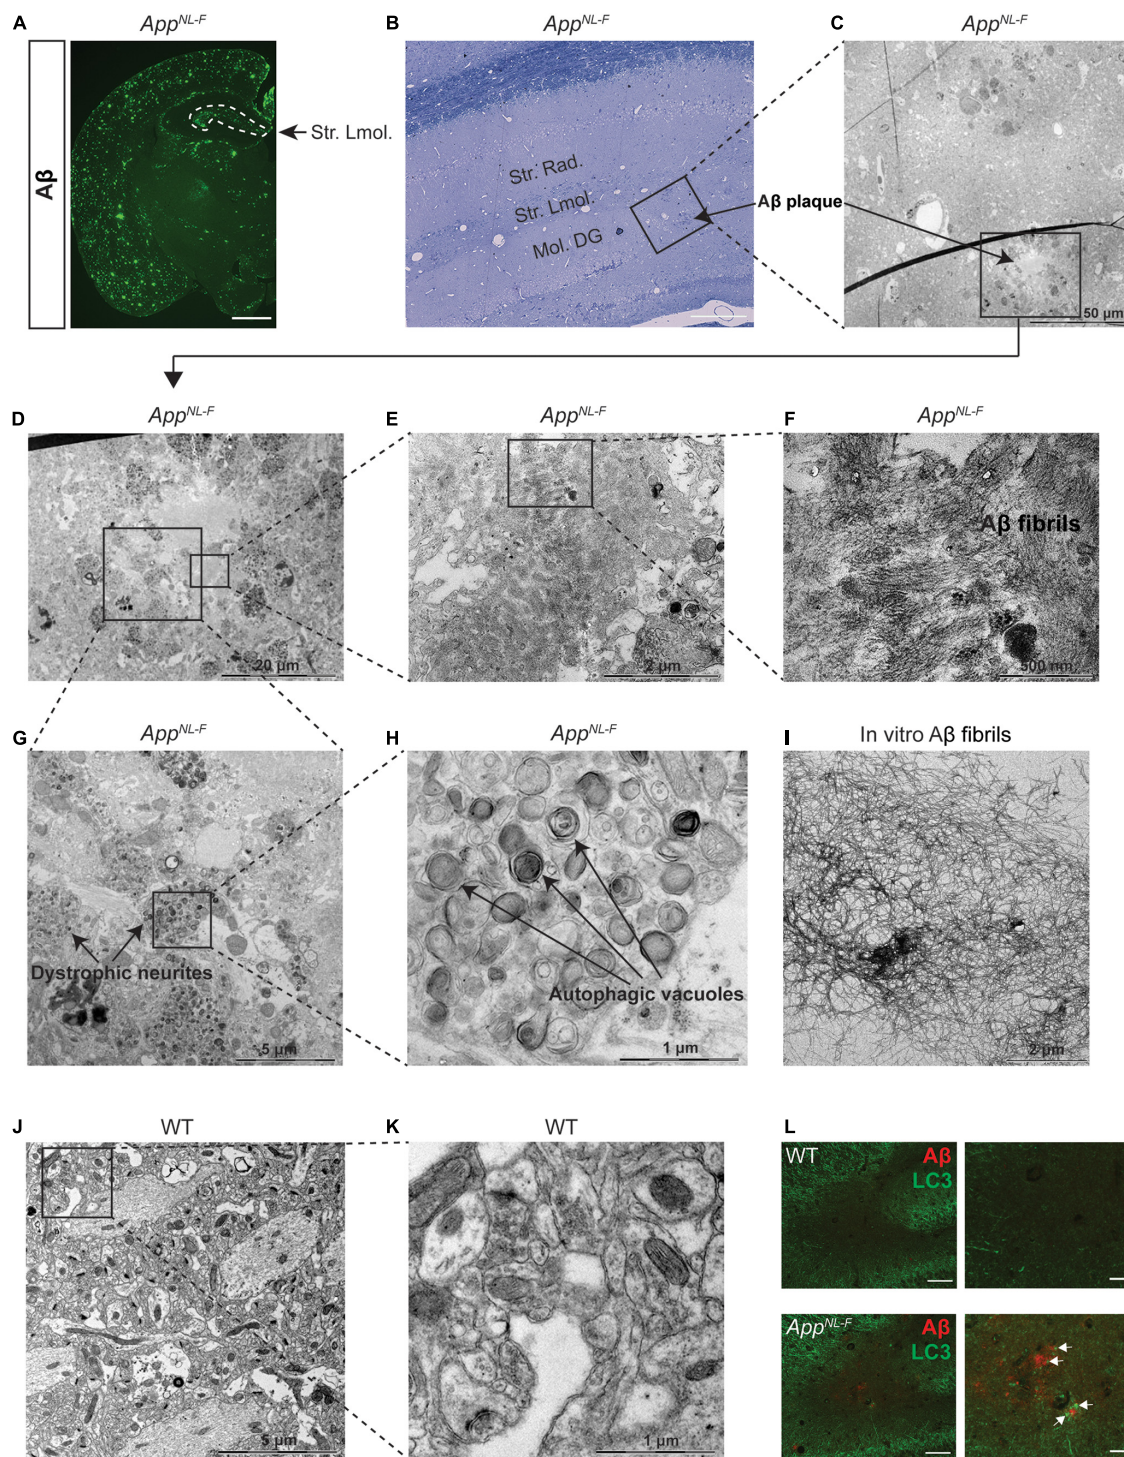 A
App^NL-F
Aβ
Str. Lmol.
B
App^NL-F
Str. Rad.
Str. Lmol.
Mol. DG
Aβ plaque
C
App^NL-F
50 μm
D
App^NL-F
20 μm
E
App^NL-F
2 μm
F
App^NL-F
Aβ fibrils
500 nm
G
App^NL-F
Dystrophic neurites
5 μm
H
App^NL-F
Autophagic vacuoles
1 μm
I
In vitro Aβ fibrils
2 μm
J
WT
5 μm
K
WT
1 μm
L
WT
Aβ
LC3
App^NL-F
Aβ
LC3